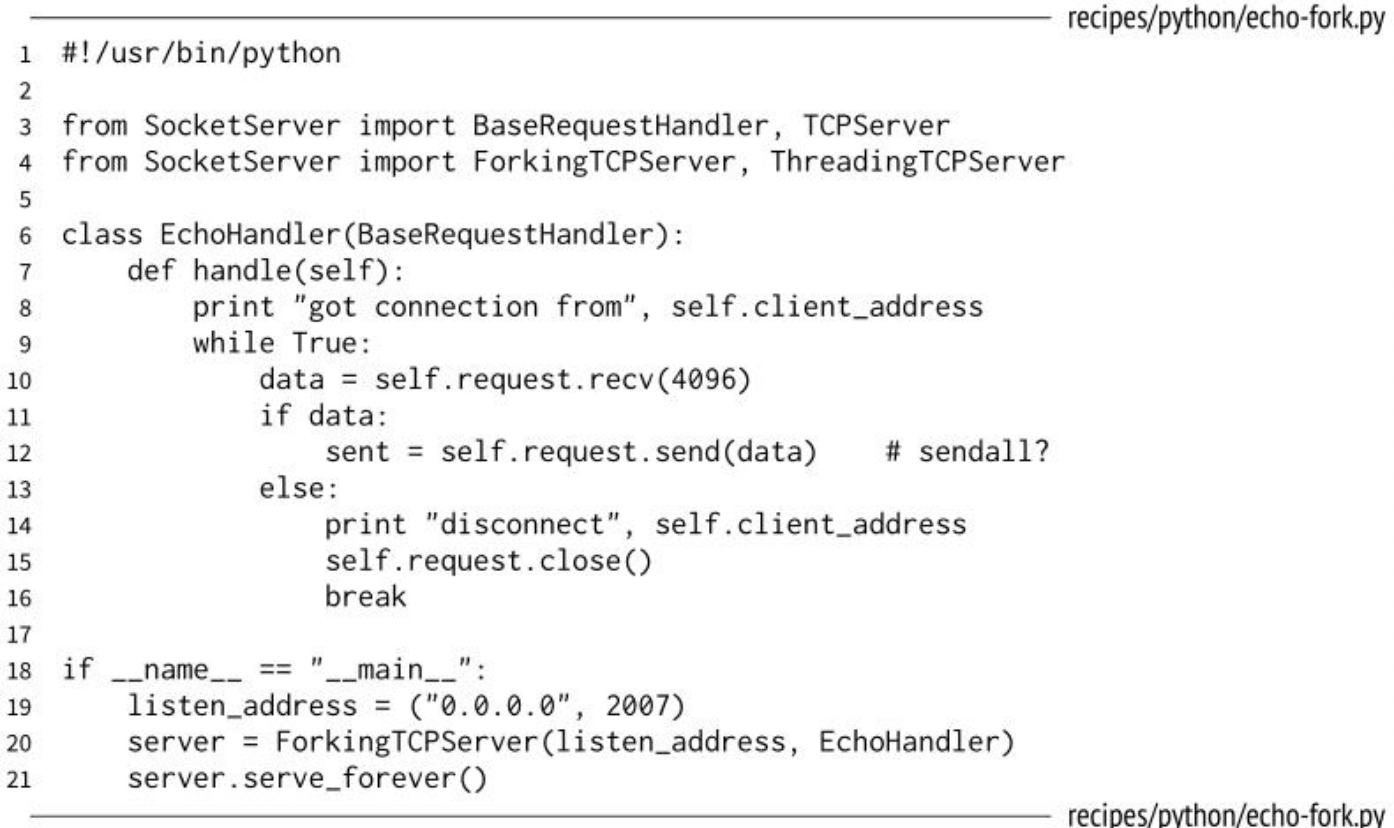 recipes/python/echo-fork.py
1 #!/usr/bin/python
2
3 from SocketServer import BaseRequestHandler, TCPServer
4 from SocketServer import ForkingTCPServer, ThreadingTCPServer
5
6 class EchoHandler(BaseRequestHandler):
7     def handle(self):
8         print "got connection from", self.client_address
9         while True:
10             data = self.request.recv(4096)
11             if data:
12                 sent = self.request.send(data)    # sendall?
13             else:
14                 print "disconnect", self.client_address
15                 self.request.close()
16                 break
17
18 if __name__ == "__main__":
19     listen_address = ("0.0.0.0", 2007)
20     server = ForkingTCPServer(listen_address, EchoHandler)
21     server.serve_forever()
recipes/python/echo-fork.py